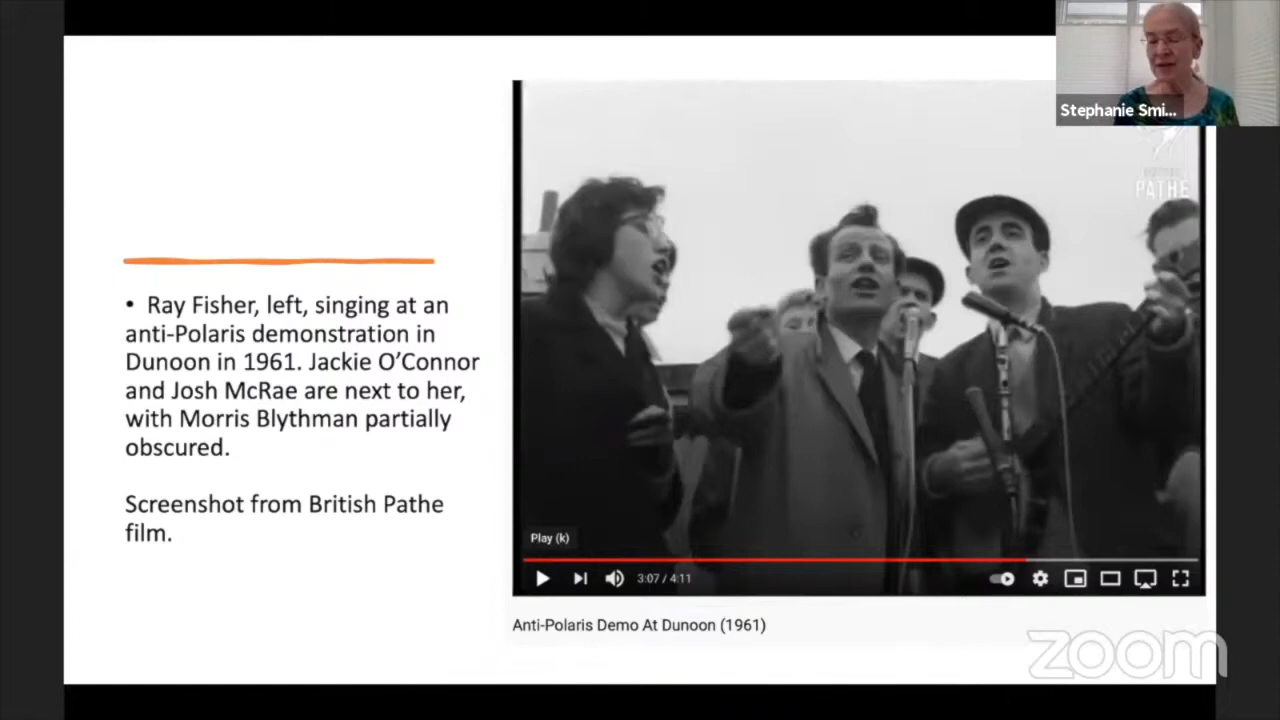 Stephanie Smi...
PATHE
• Ray Fisher, left, singing at an
anti-Polaris demonstration in
Dunoon in 1961. Jackie O’Connor
and Josh McRae are next to her,
with Morris Blythman partially
obscured.
Screenshot from British Pathe
film.
Play (k)
3:07 / 4:11
Anti-Polaris Demo At Dunoon (1961)
zoom